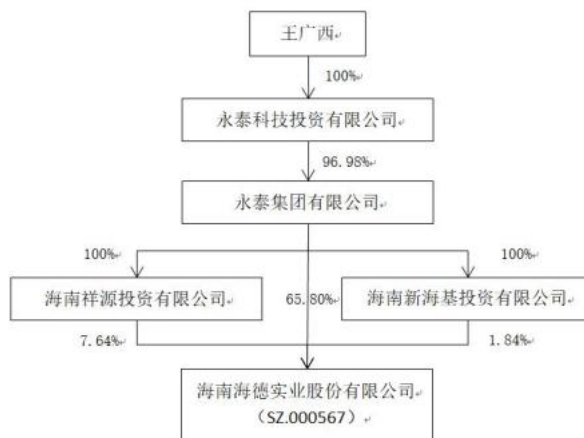 王广西
100%
永泰科技投资有限公司
96.98%
永泰集团有限公司
100%
100%
海南祥源投资有限公司
65.80%
海南新海基投资有限公司
7.64%
1.84%
海南海德实业股份有限公司
（SZ.000567）